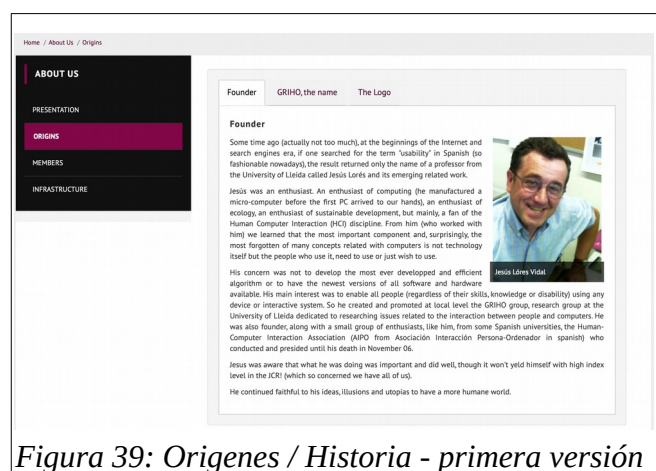 Home / About Us / Origins
ABOUT US
PRESENTATION
ORIGINS
MEMBERS
INFRASTRUCTURE
Founder
GRIHO, the name
The Logo
Founder
Some time ago (actually not too much), at the beginnings of the Internet and
search engines era, if one searched for the term "usability" in Spanish (so
fashionable nowadays), the result returned only the name of a professor from
the University of Lleida called Jesús Lorés and its emerging related work.
Jesús was an enthusiast. An enthusiast of computing (he manufactured a
micro-computer before the first PC arrived to our hands), an enthusiast of
ecology, an enthusiast of sustainable development, but mainly, a fan of the
Human Computer Interaction (HCI) discipline. From him (who worked with
him) we learned that the most important component and, surprisingly, the
most forgotten of many concepts related with computers is not technology
itself but the people who use it, need to use or just wish to use.
His concern was not to develop the most ever developped and efficient
algorithm or to have the newest versions of all software and hardware
available. His main interest was to enable all people (regardless of their skills, knowledge or disability) using any
device or interactive system. So he created and promoted at local level the GRIHO group, research group at the
University of Lleida dedicated to researching issues related to the interaction between people and computers. He
was also founder, along with a small group of enthusiasts, like him, from some Spanish universities, the Human-
Computer Interaction Association (AIPO from Asociación Interacción Persona-Ordenador in spanish) who
conducted and presided until his death in November 06.
Jesus was aware that what he was doing was important and did well, though it won't yeld himself with high index
level in the JCR! (which so concerned we have all of us).
He continued faithful to his ideas, illusions and utopias to have a more humane world.
Jesús Lóres Vidal
Figura 39: Origenes / Historia - primera versión